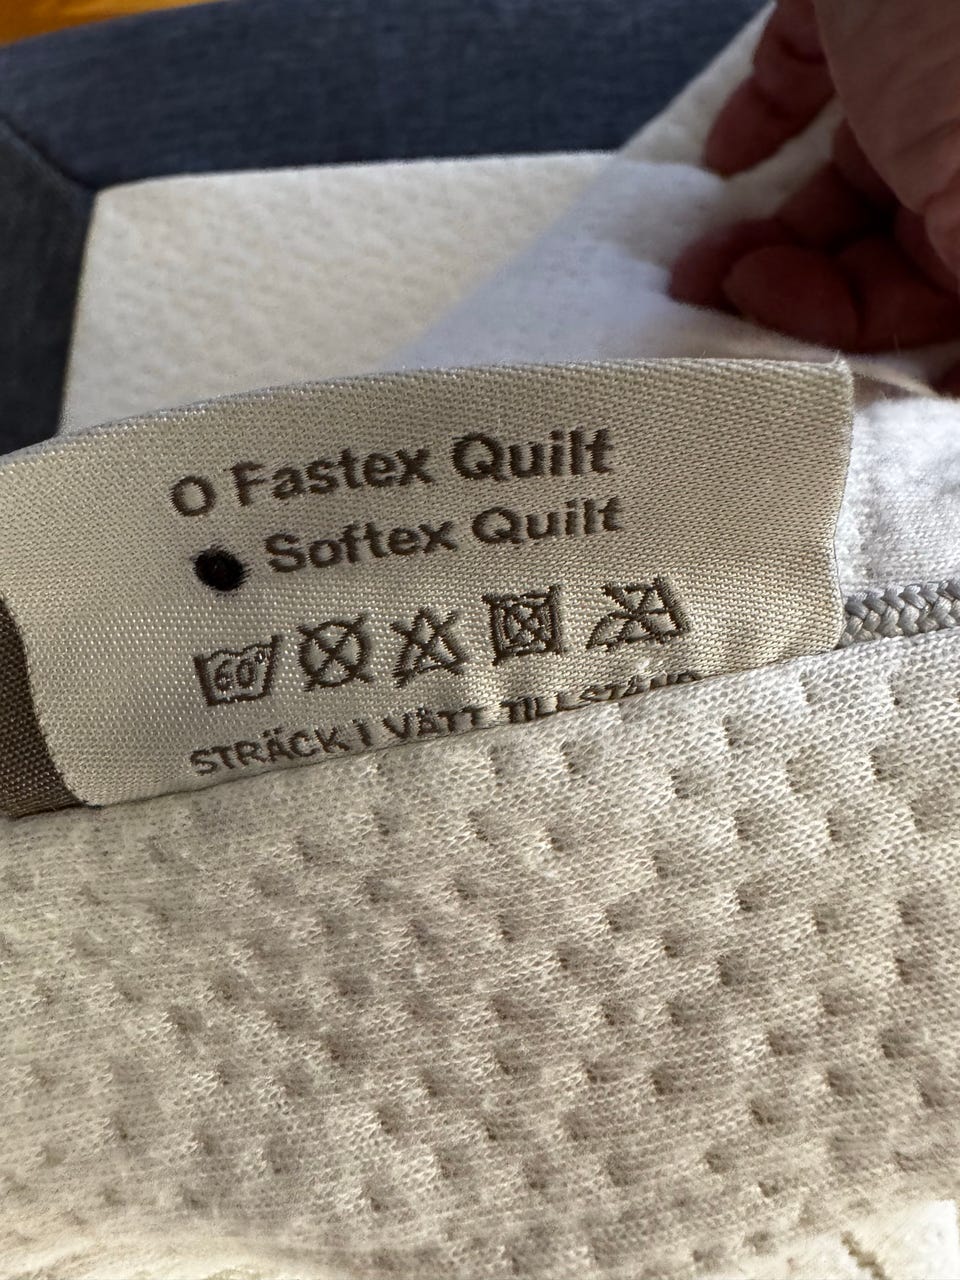 O Fastex Quilt
● Softex Quilt
60°
STRÄCK I VÅTT TILLSTÅND